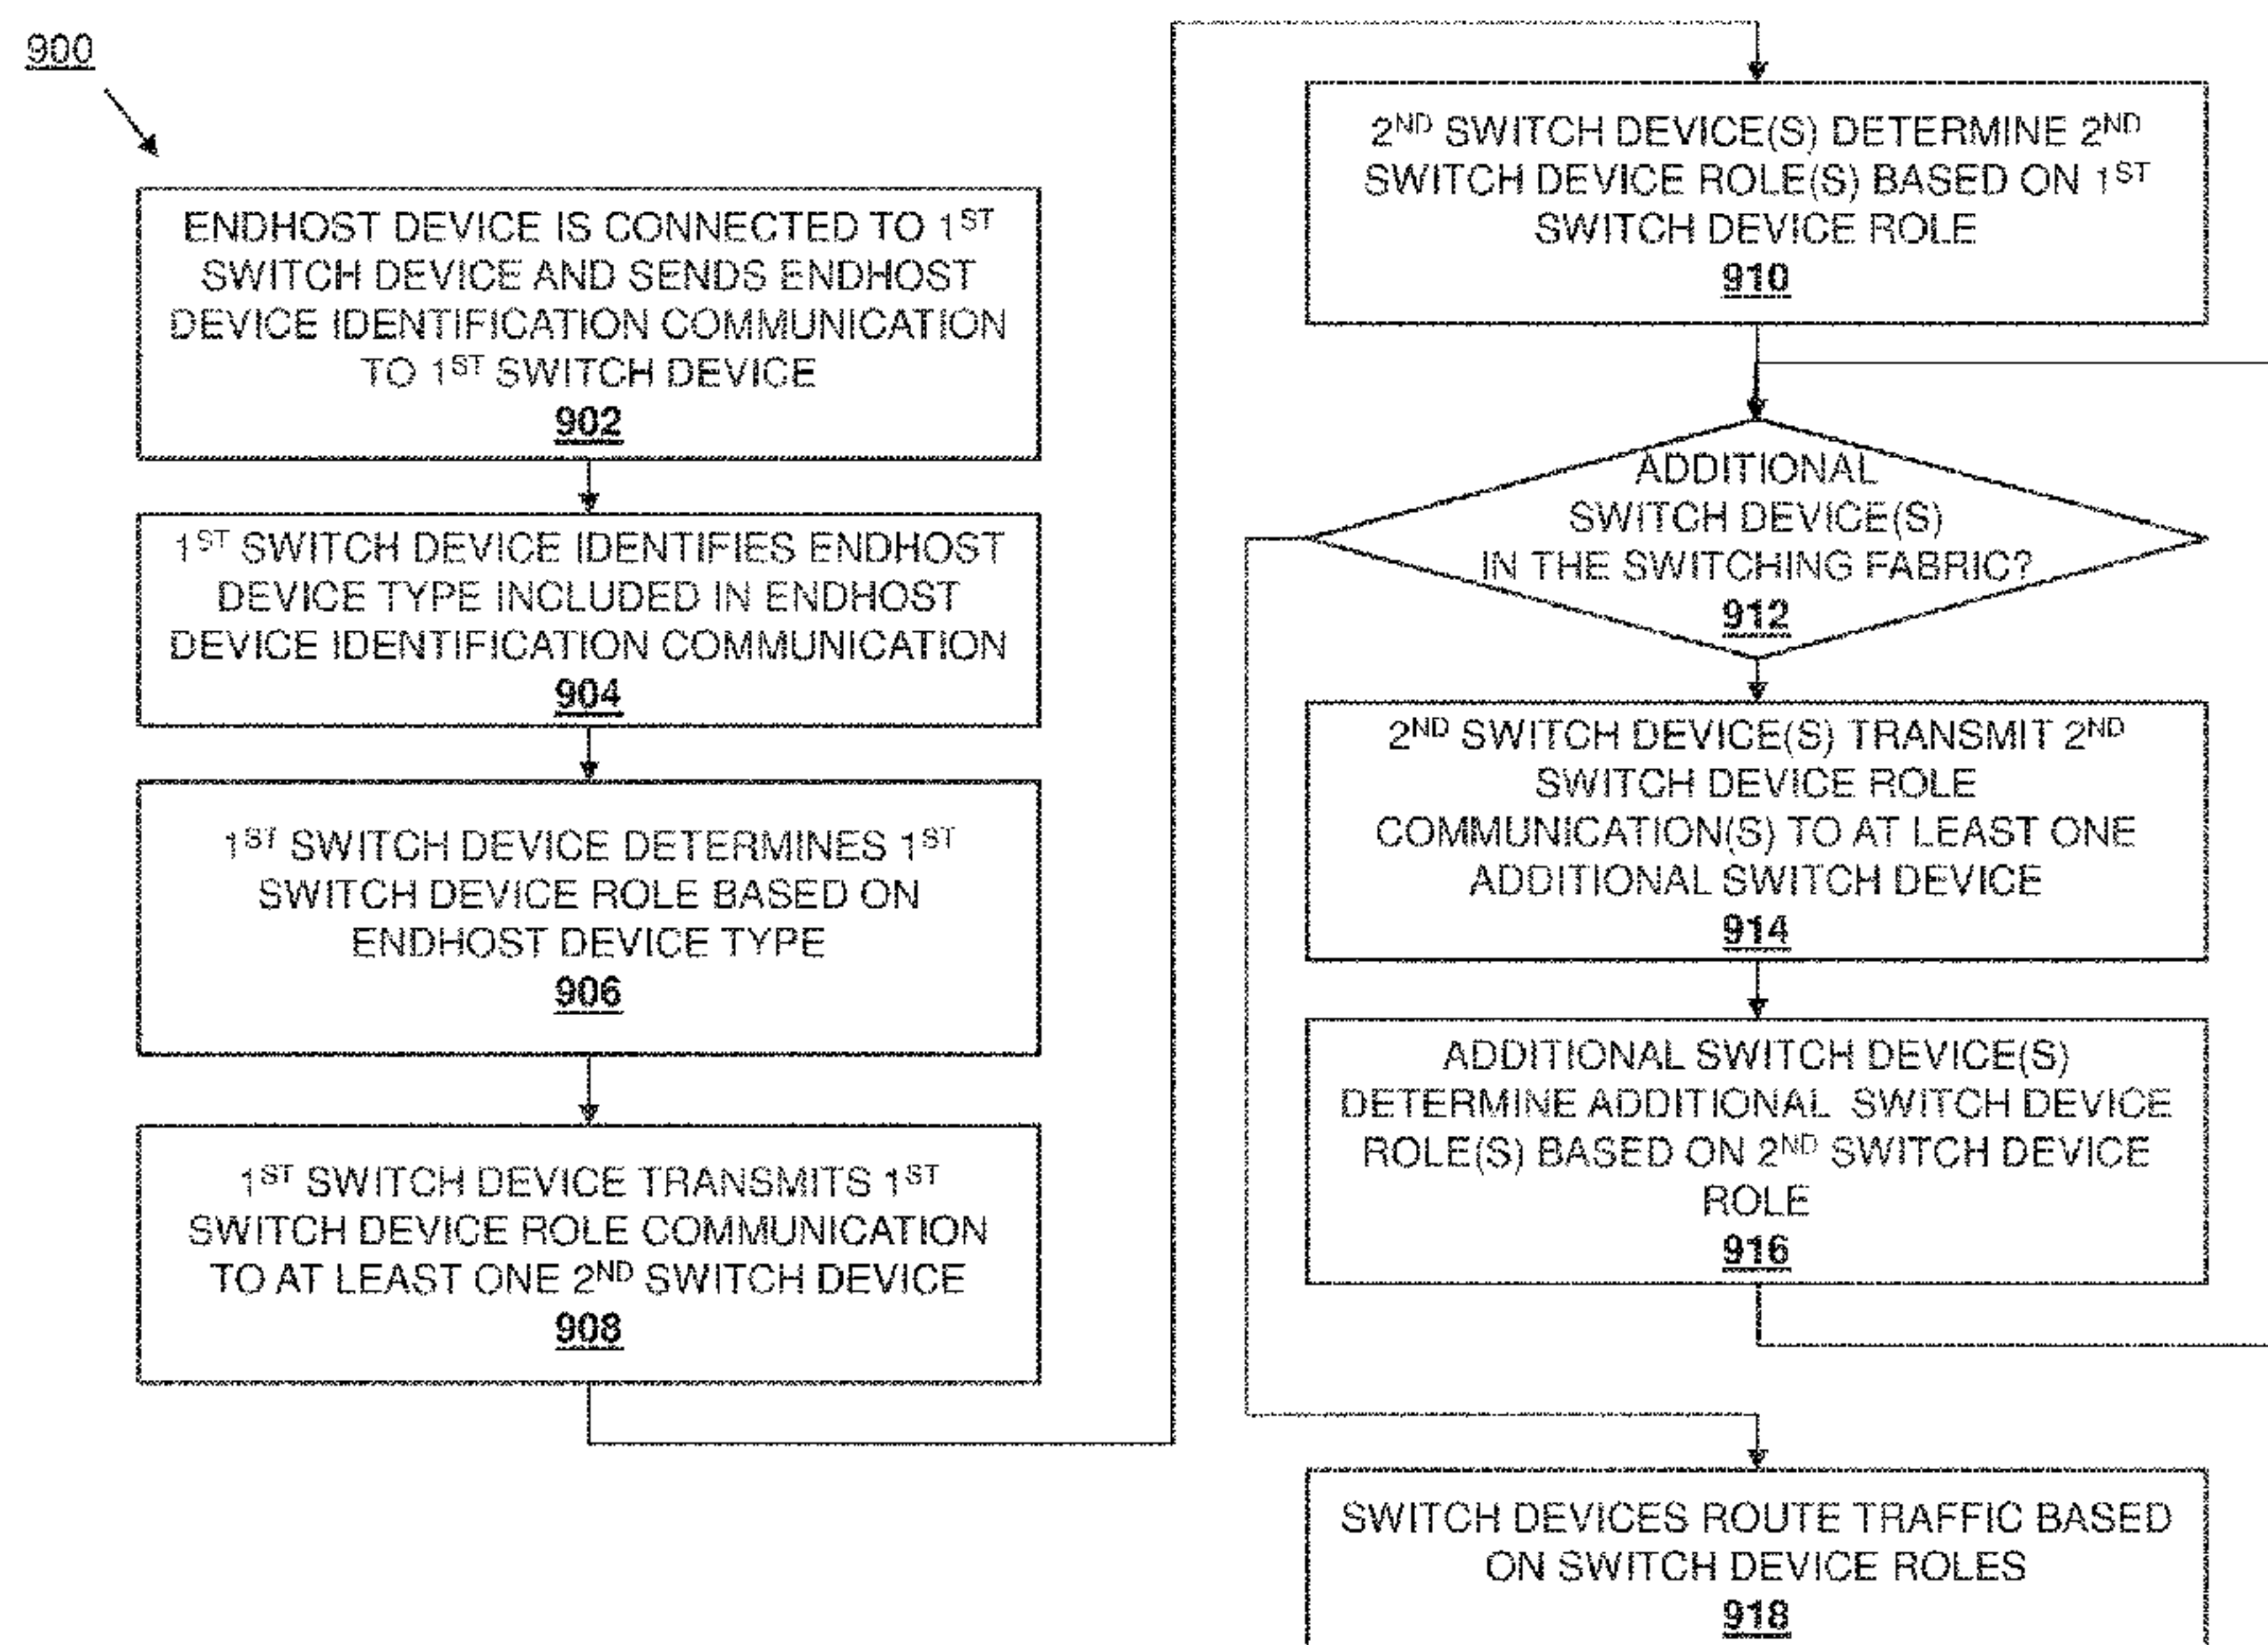 900
ENDHOST DEVICE IS CONNECTED TO 1ST
SWITCH DEVICE AND SENDS ENDHOST
DEVICE IDENTIFICATION COMMUNICATION
TO 1ST SWITCH DEVICE
902
1ST SWITCH DEVICE IDENTIFIES ENDHOST
DEVICE TYPE INCLUDED IN ENDHOST
DEVICE IDENTIFICATION COMMUNICATION
904
1ST SWITCH DEVICE DETERMINES 1ST
SWITCH DEVICE ROLE BASED ON
ENDHOST DEVICE TYPE
906
1ST SWITCH DEVICE TRANSMITS 1ST
SWITCH DEVICE ROLE COMMUNICATION
TO AT LEAST ONE 2ND SWITCH DEVICE
908
2ND SWITCH DEVICE(S) DETERMINE 2ND
SWITCH DEVICE ROLE(S) BASED ON 1ST
SWITCH DEVICE ROLE
910
ADDITIONAL
SWITCH DEVICE(S)
IN THE SWITCHING FABRIC?
912
2ND SWITCH DEVICE(S) TRANSMIT 2ND
SWITCH DEVICE ROLE
COMMUNICATION(S) TO AT LEAST ONE
ADDITIONAL SWITCH DEVICE
914
ADDITIONAL SWITCH DEVICE(S)
DETERMINE ADDITIONAL SWITCH DEVICE
ROLE(S) BASED ON 2ND SWITCH DEVICE
ROLE
916
SWITCH DEVICES ROUTE TRAFFIC BASED
ON SWITCH DEVICE ROLES
918